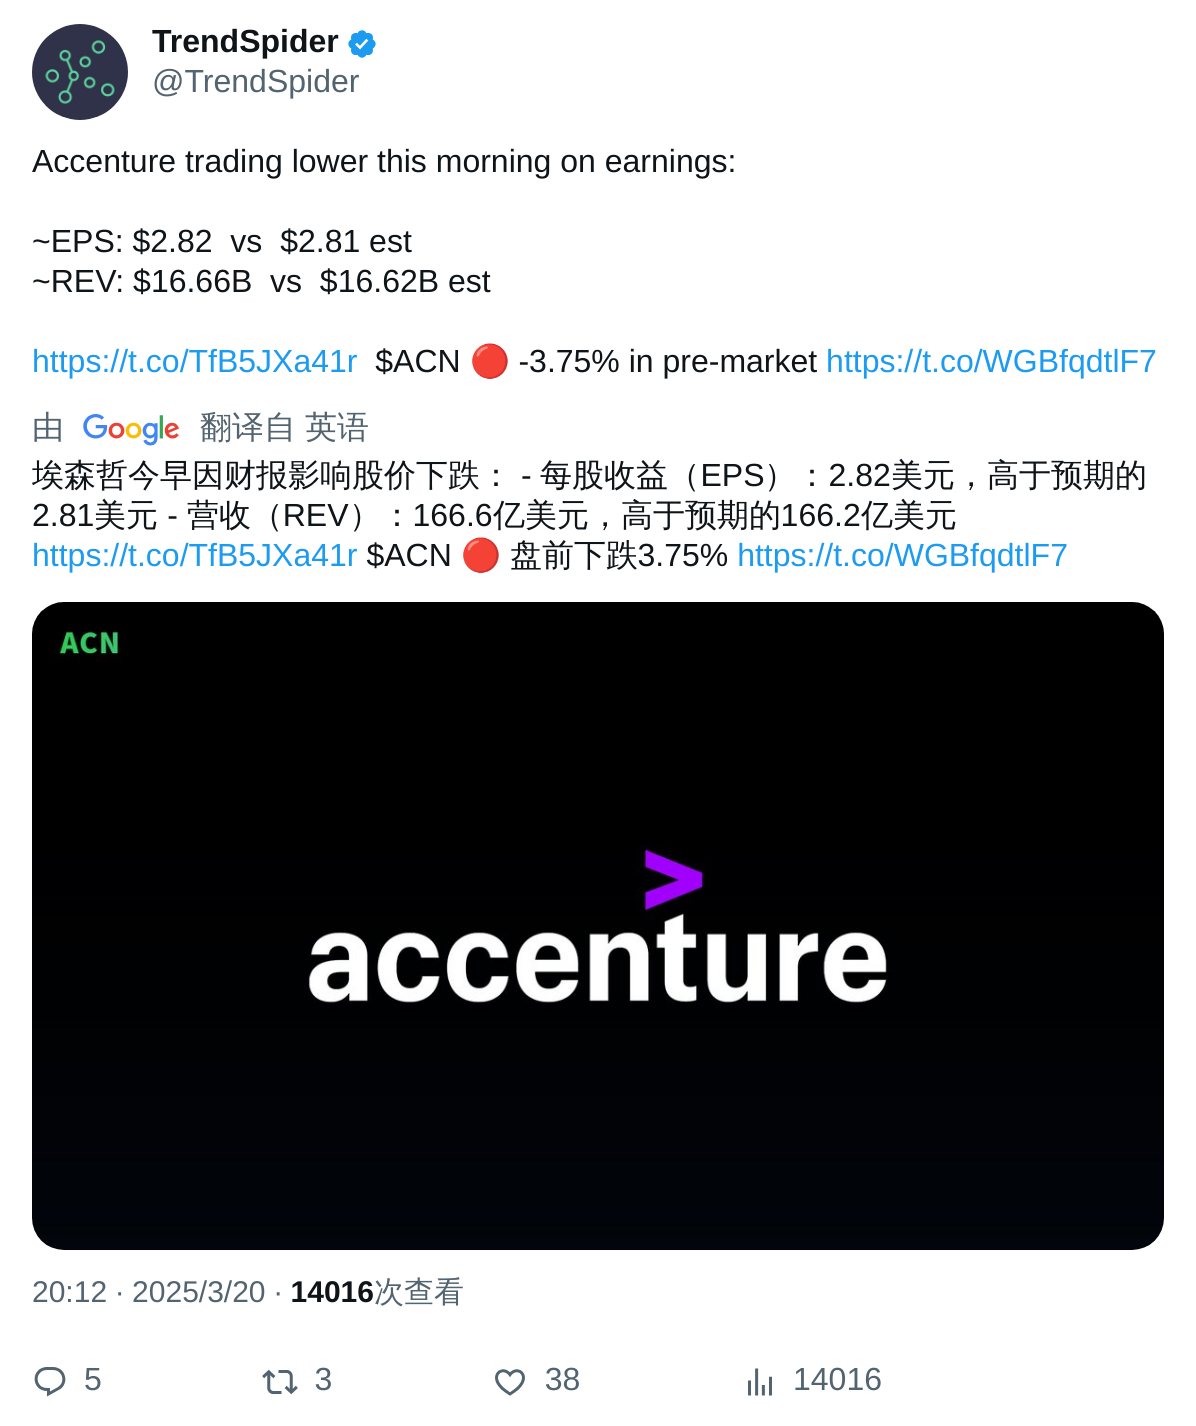 TrendSpider
@TrendSpider
Accenture trading lower this morning on earnings:
~EPS: $2.82  vs  $2.81 est
~REV: $16.66B  vs  $16.62B est
https://t.co/TfB5JXa41r  $ACN 🔴 -3.75% in pre-market https://t.co/WGBfqdtlF7
由 Google 翻译自 英语
埃森哲今早因财报影响股价下跌： - 每股收益（EPS）：2.82美元，高于预期的
2.81美元 - 营收（REV）：166.6亿美元，高于预期的166.2亿美元
https://t.co/TfB5JXa41r $ACN 🔴 盘前下跌3.75% https://t.co/WGBfqdtlF7
ACN
>
accenture
20:12 · 2025/3/20 · 14016次查看
5 3 38 14016